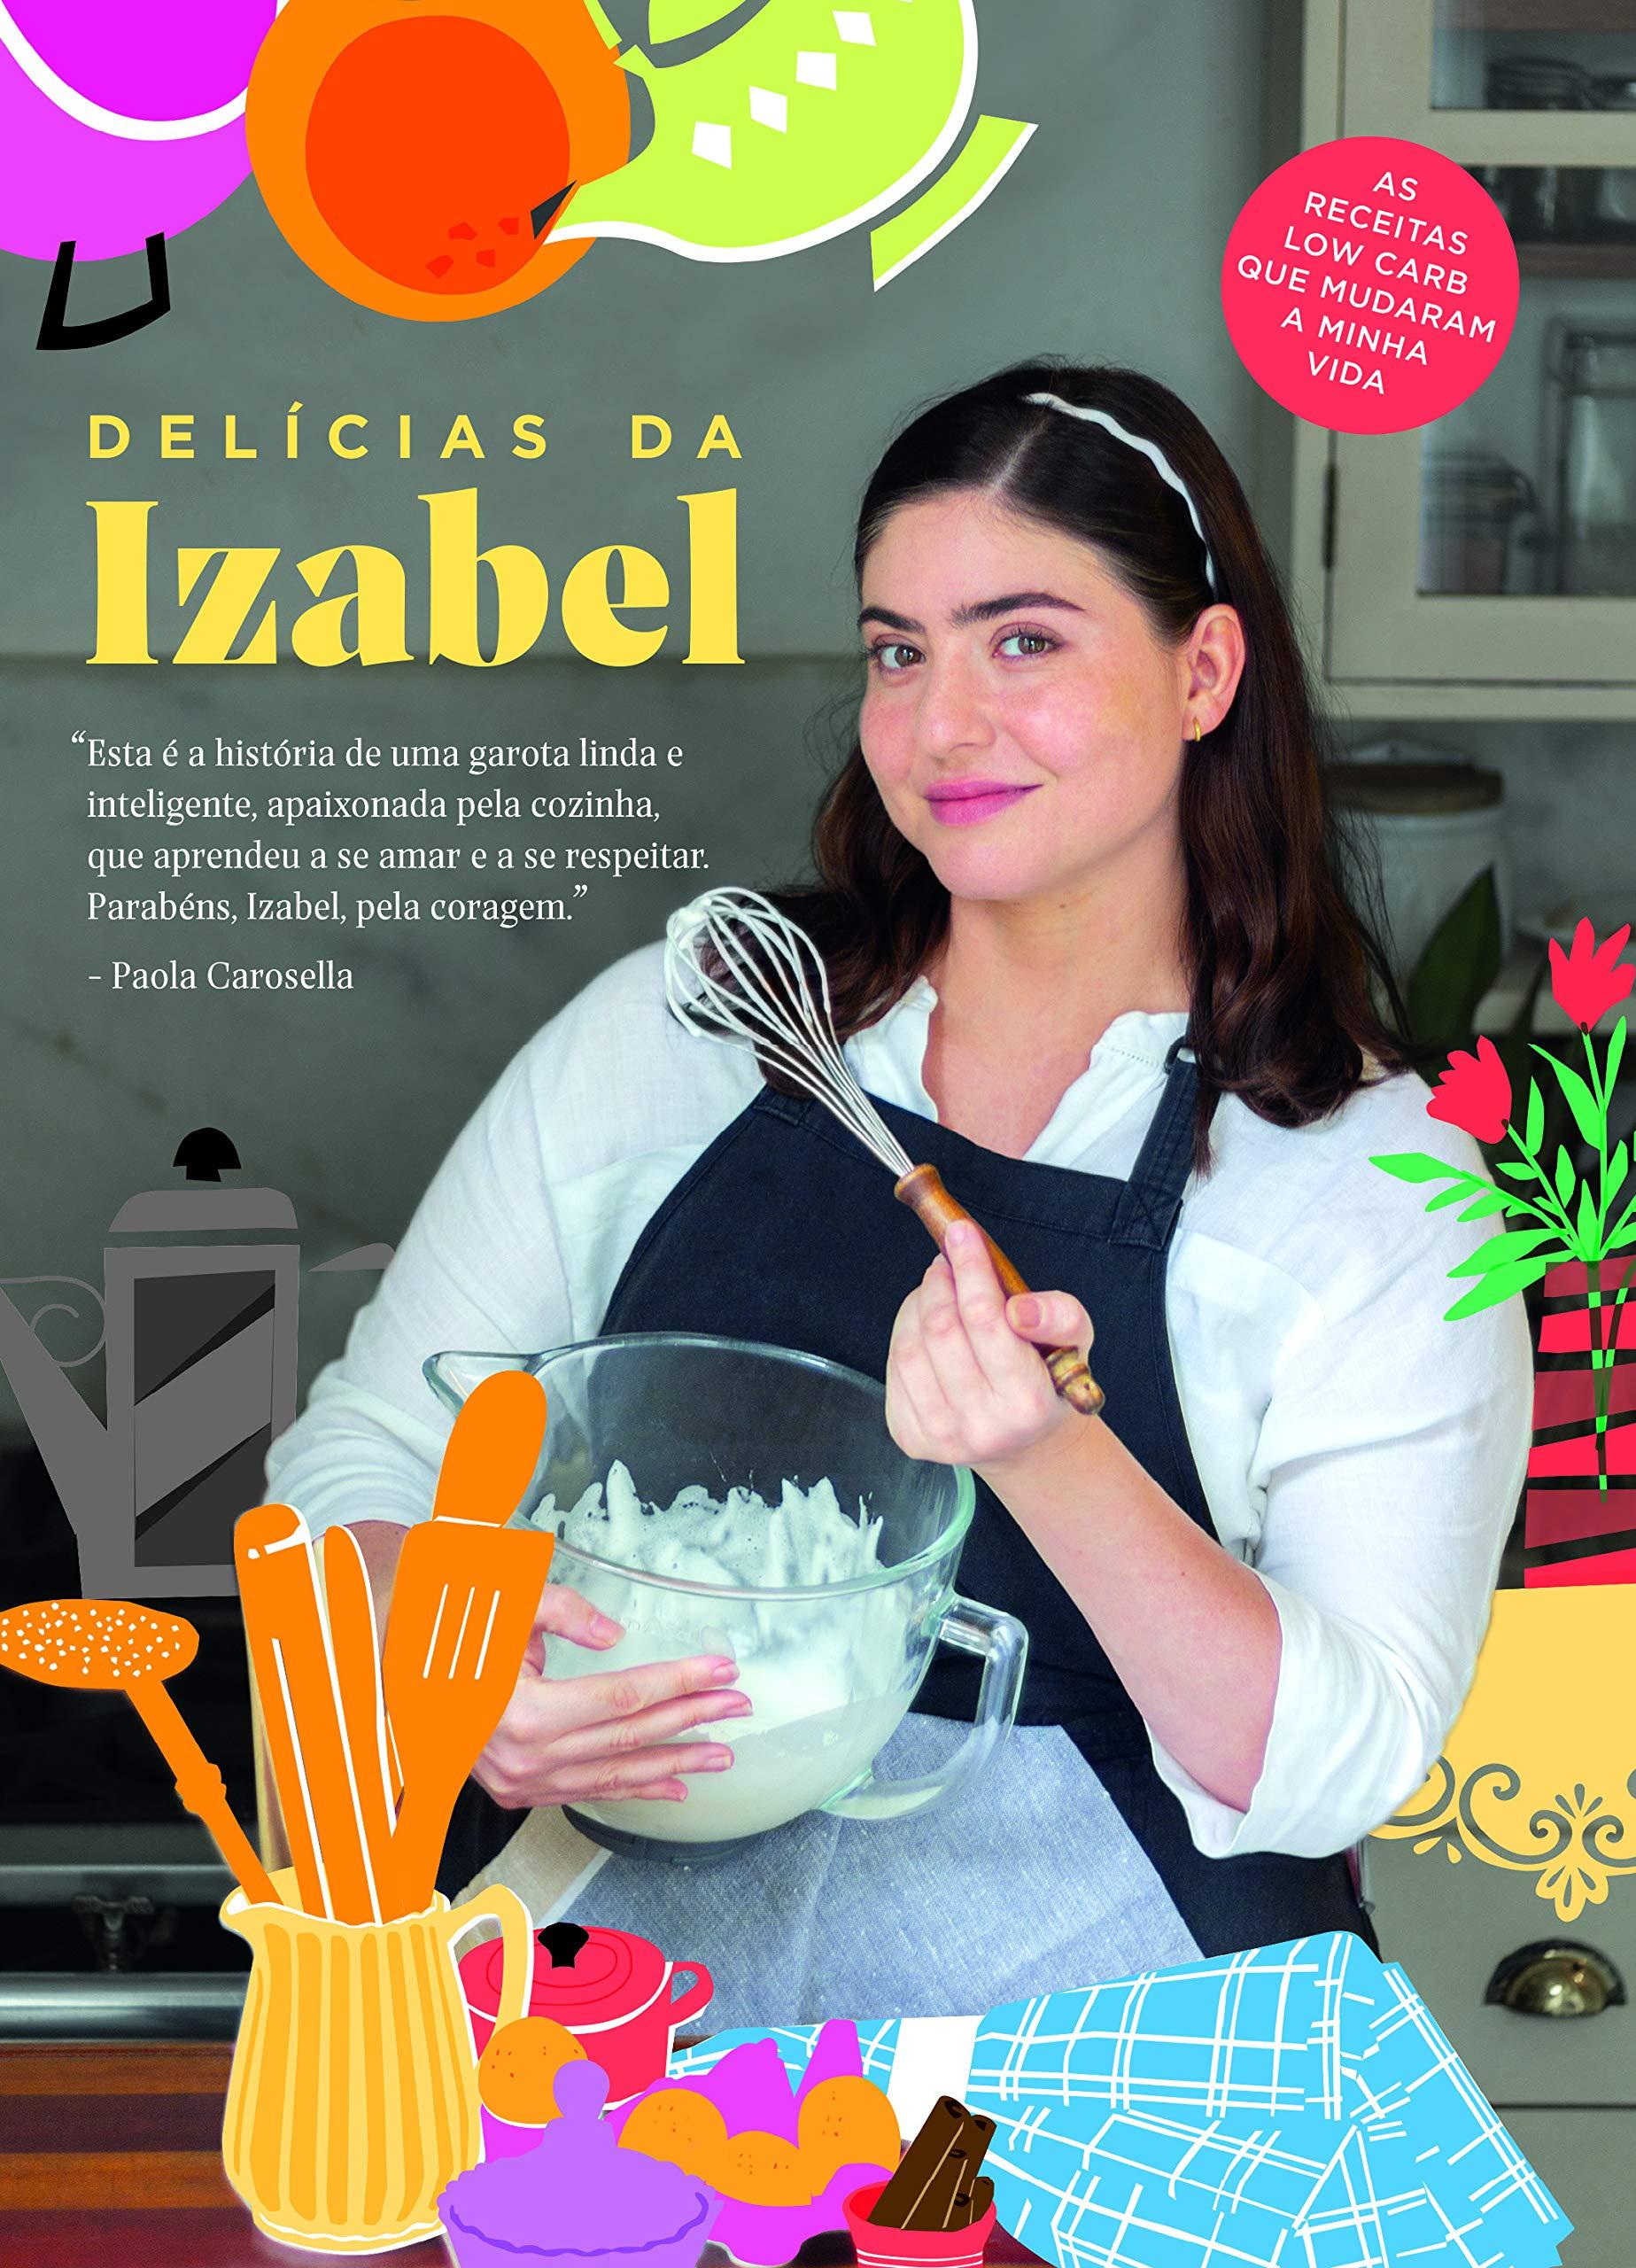 AS
RECEITAS
LOW CARB
QUE MUDARAM
A MINHA
VIDA
DELÍCIAS DA
Izabel
“Esta é a história de uma garota linda e
inteligente, apaixonada pela cozinha,
que aprendeu a se amar e a se respeitar.
Parabéns, Izabel, pela coragem.”
– Paola Carosella